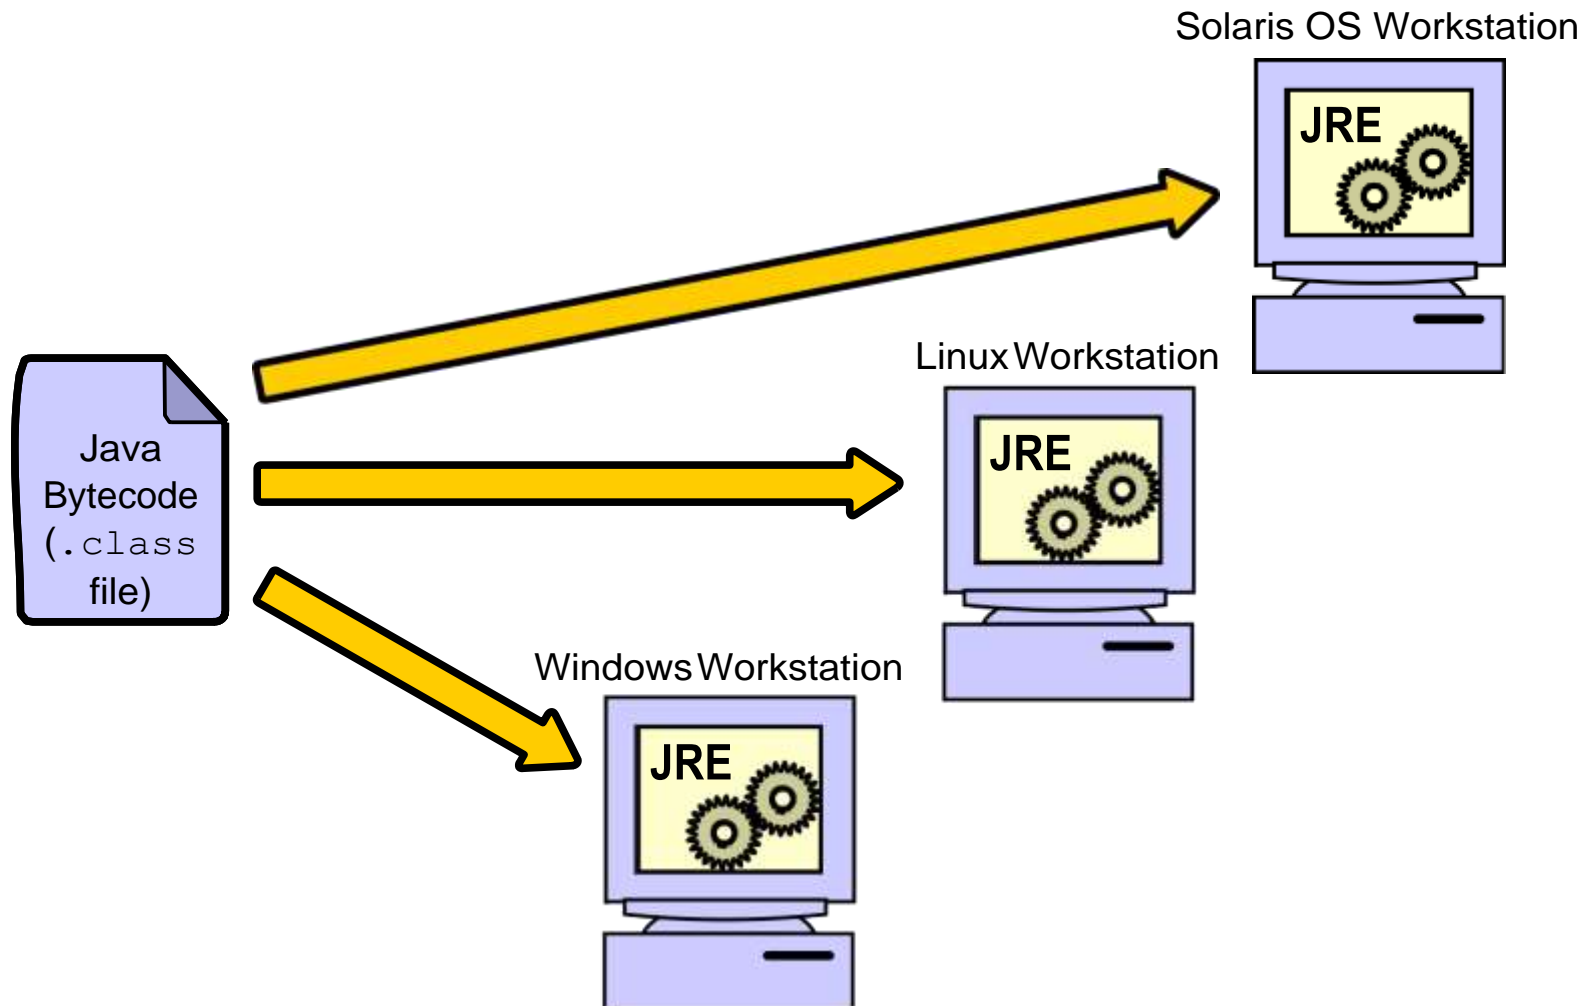 Solaris OS Workstation
JRE
Linux Workstation
JRE
Java
Bytecode
(.class
file)
Windows Workstation
JRE